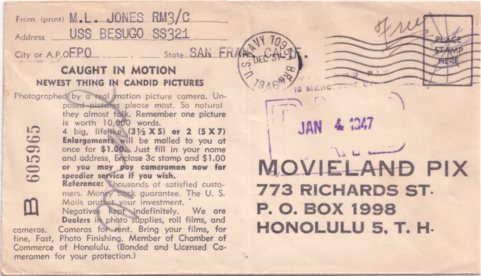 From (print) M.L. JONES RM3/C
Address USS BESUGO SS321
City or A.P.O. FPO State SAN FRAN. CALIF.
CAUGHT IN MOTION
NEWEST THING IN CANDID PICTURES
Photographed by a real motion picture camera. Un-
posed pictures please most. So natural
they almost talk. Remember one picture
is worth 10,000 words.
4 big, lifelike (3½ X 5) or 2 (5 X 7)
Enlargements will be mailed to you at
once for $1.00. Just fill in your name
and address, enclose 3c stamp and $1.00
or you may pay cameraman now for
speedier service if you wish.
Reference: thousands of satisfied custo-
mers. Money back guarantee. The U. S.
Mails protect your investment.
Negatives kept indefinitely. We are
Dealers in photo supplies, roll films, and
cameras. Cameras for rent. Bring your films, for
fine, Fast, Photo Finishing. Member of Chamber of
Commerce of Honolulu. (Bonded and Licensed Ca-
meramen for your protection.)
B 605965
U.S. NAVY
DEC 31
1946
Free
PLACE
STAMP
HERE
JAN 4 1947
MOVIELAND PIX
773 RICHARDS ST.
P. O. BOX 1998
HONOLULU 5, T. H.